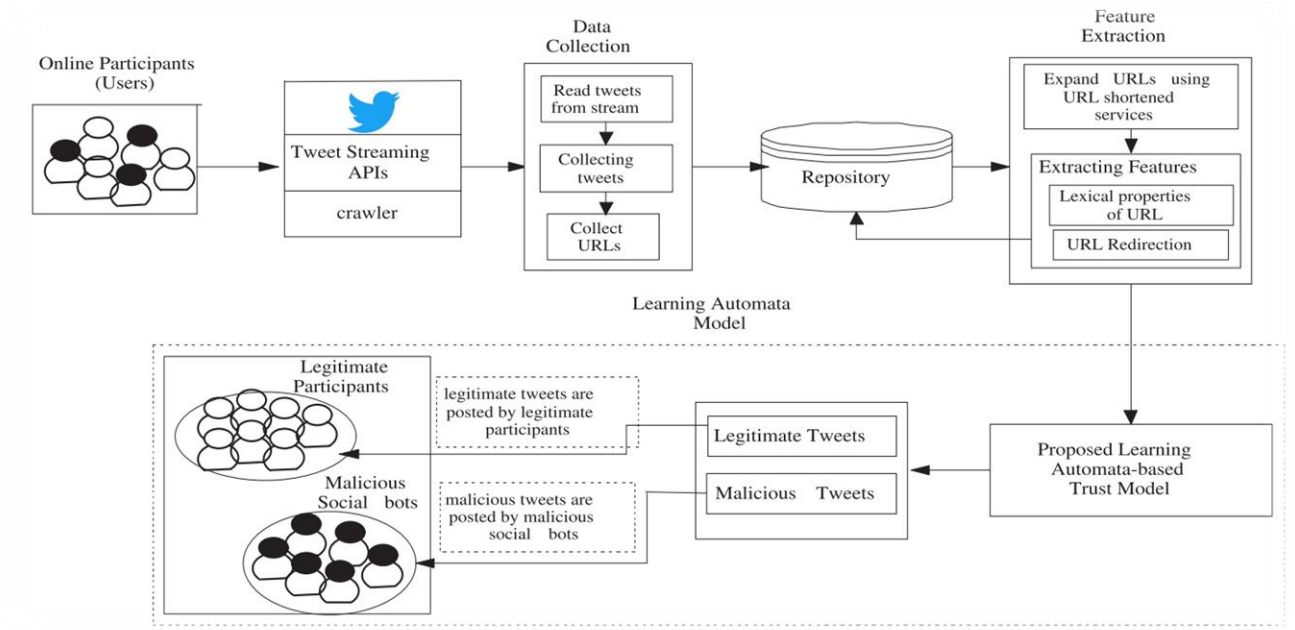 Online Participants
(Users)
Tweet Streaming
APIs
crawler
Data
Collection
Read tweets
from stream
Collecting
tweets
Collect
URLs
Repository
Feature
Extraction
Expand URLs using
URL shortened
services
Extracting Features
Lexical properties
of URL
URL Redirection
Learning Automata
Model
Legitimate
Participants
Malicious
Social bots
legitimate tweets are
posted by legitimate
participants
malicious tweets are
posted by malicious
social bots
Legitimate Tweets
Malicious Tweets
Proposed Learning
Automata-based
Trust Model